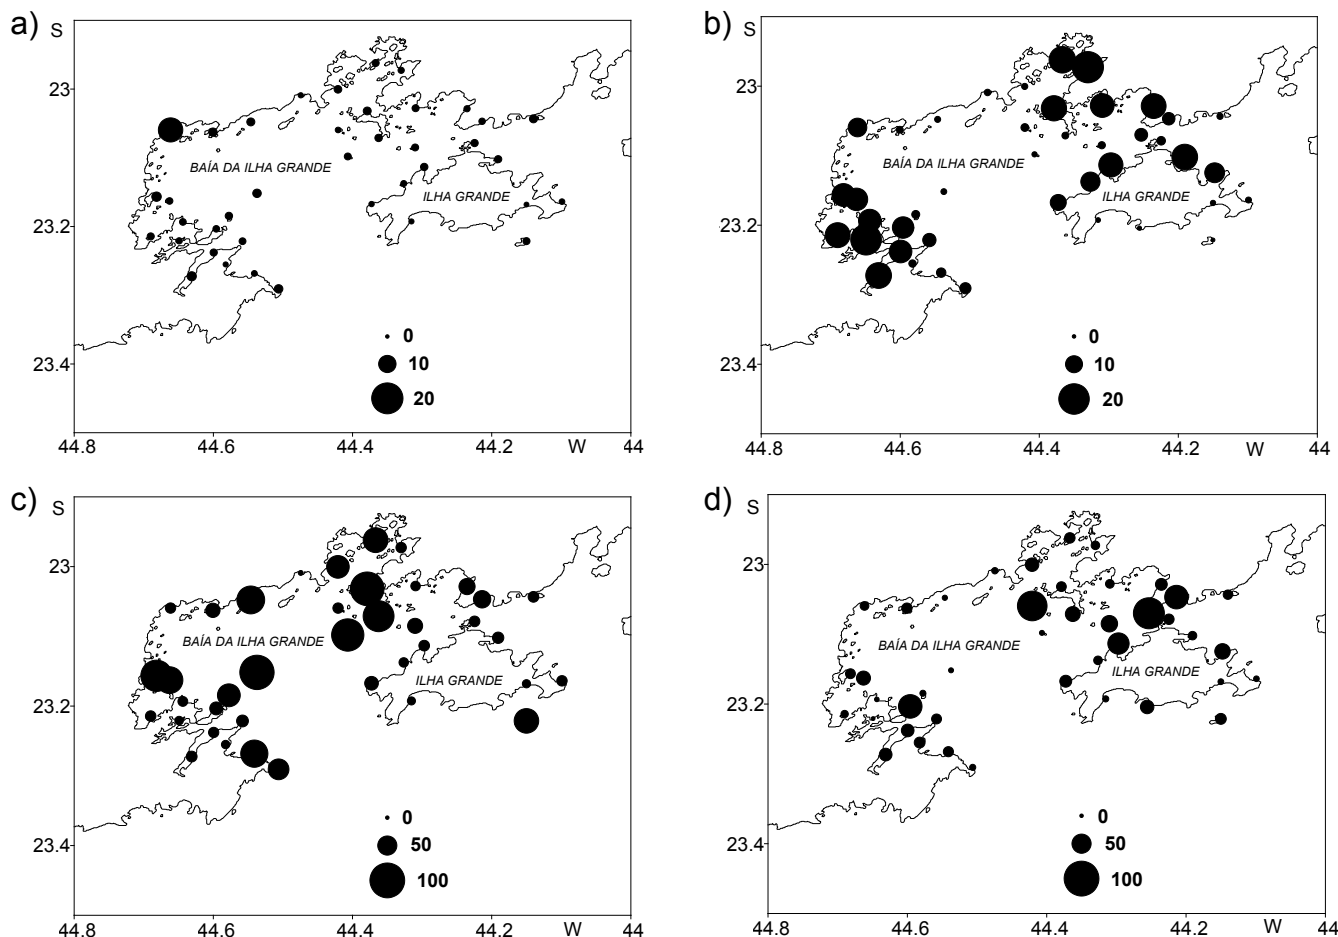 a)
S
23
BAÍA DA ILHA GRANDE
ILHA GRANDE
23.2
0
10
23.4
20
44.8
44.6
44.4
44.2
W
44
b)
S
23
BAÍA DA ILHA GRANDE
ILHA GRANDE
23.2
0
10
23.4
20
44.8
44.6
44.4
44.2
W
44
c)
S
23
BAÍA DA ILHA GRANDE
ILHA GRANDE
23.2
0
50
23.4
100
44.8
44.6
44.4
44.2
W
44
d)
S
23
BAÍA DA ILHA GRANDE
ILHA GRANDE
23.2
0
50
23.4
100
44.8
44.6
44.4
44.2
W
44